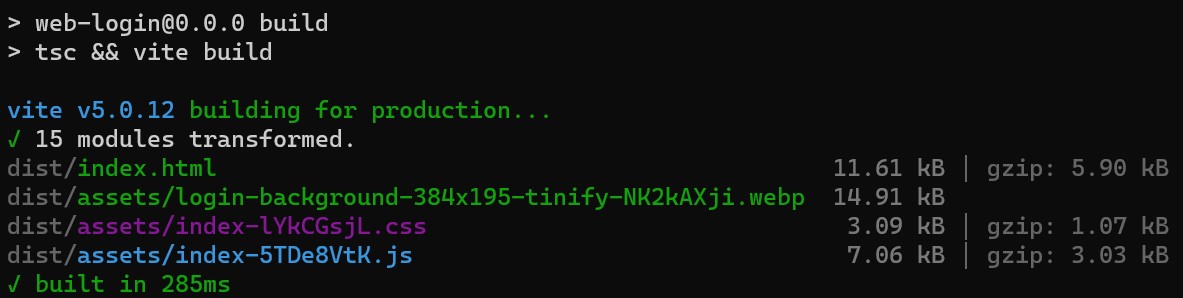 > web-login@0.0.0 build
> tsc && vite build
vite v5.0.12 building for production...
✓ 15 modules transformed.
dist/index.html 11.61 kB │ gzip: 5.90 kB
dist/assets/login-background-384x195-tinify-NK2kAXji.webp 14.91 kB
dist/assets/index-lYkCGsjL.css 3.09 kB │ gzip: 1.07 kB
dist/assets/index-5TDe8VtK.js 7.06 kB │ gzip: 3.03 kB
✓ built in 285ms